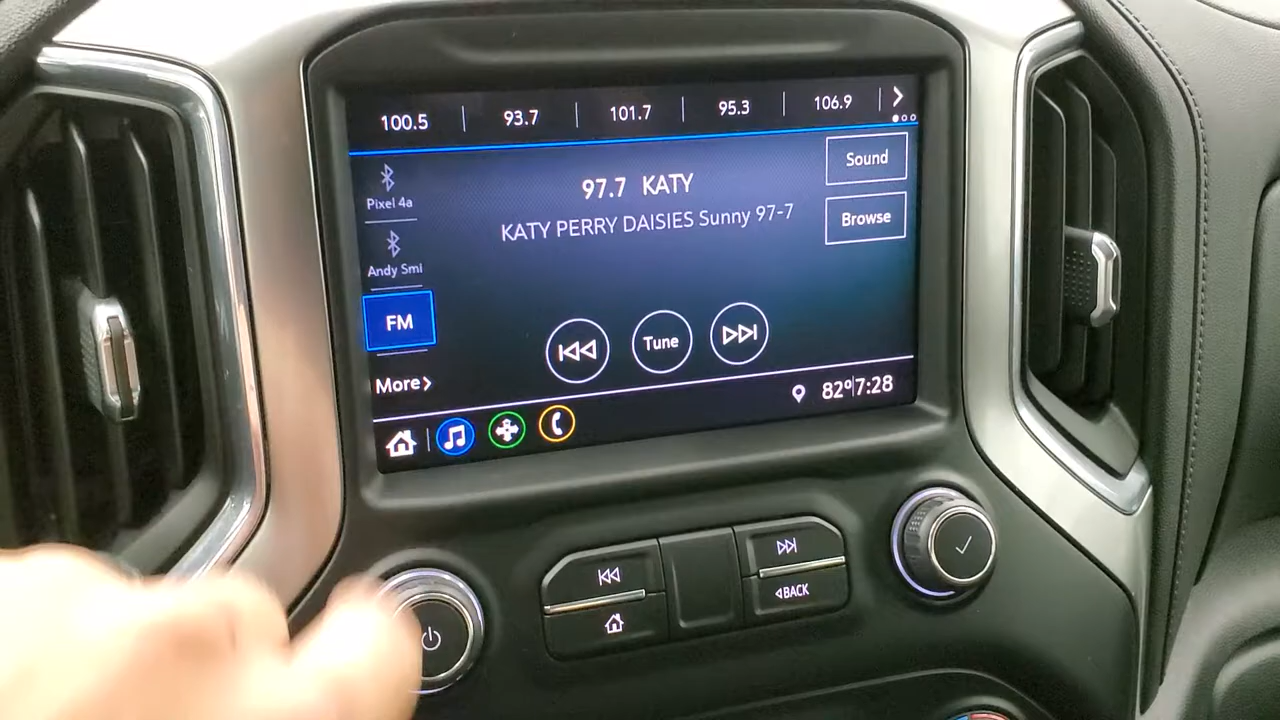 100.5 93.7 101.7 95.3 106.9
Pixel 4a
Andy Smi
FM
More
97.7 KATY
KATY PERRY DAISIES Sunny 97-7
Sound
Browse
Tune
82° 7:28
BACK